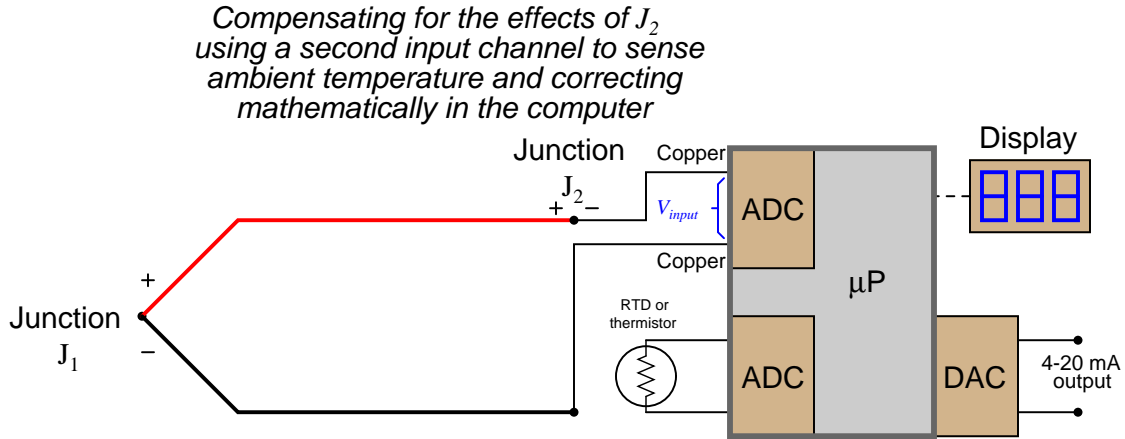 Compensating for the effects of J2
using a second input channel to sense
ambient temperature and correcting
mathematically in the computer
Display
Junction
J2
+ −
Copper
Vinput
ADC
Copper
μP
+
Junction
J1
−
RTD or
thermistor
ADC
DAC
4-20 mA
output